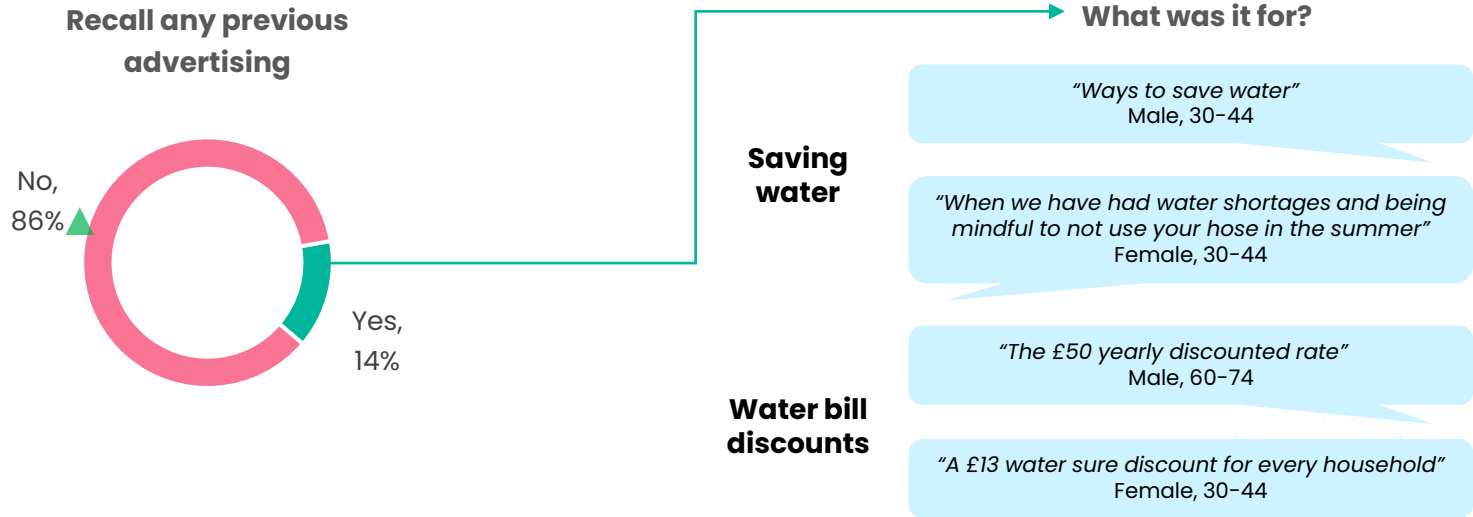 Recall any previous
advertising
No,
86%
Yes,
14%
What was it for?
Saving
water
“Ways to save water”
Male, 30-44
“When we have had water shortages and being
mindful to not use your hose in the summer”
Female, 30-44
Water bill
discounts
“The £50 yearly discounted rate”
Male, 60-74
“A £13 water sure discount for every household”
Female, 30-44